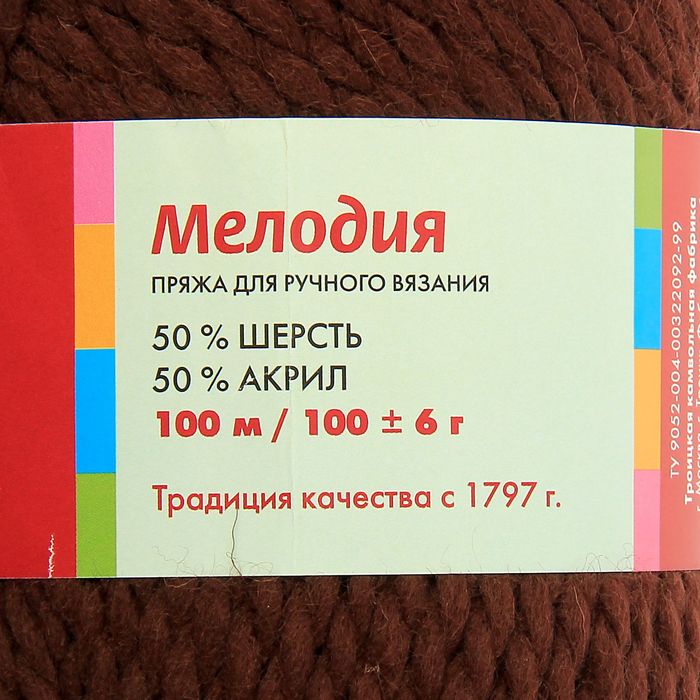 Мелодия
ПРЯЖА ДЛЯ РУЧНОГО ВЯЗАНИЯ
50 % ШЕРСТЬ
50 % АКРИЛ
100 м / 100 ± 6 г
Традиция качества с 1797 г.
ТУ 9052-004-00322092-99
Троицкая камвольная фабрика